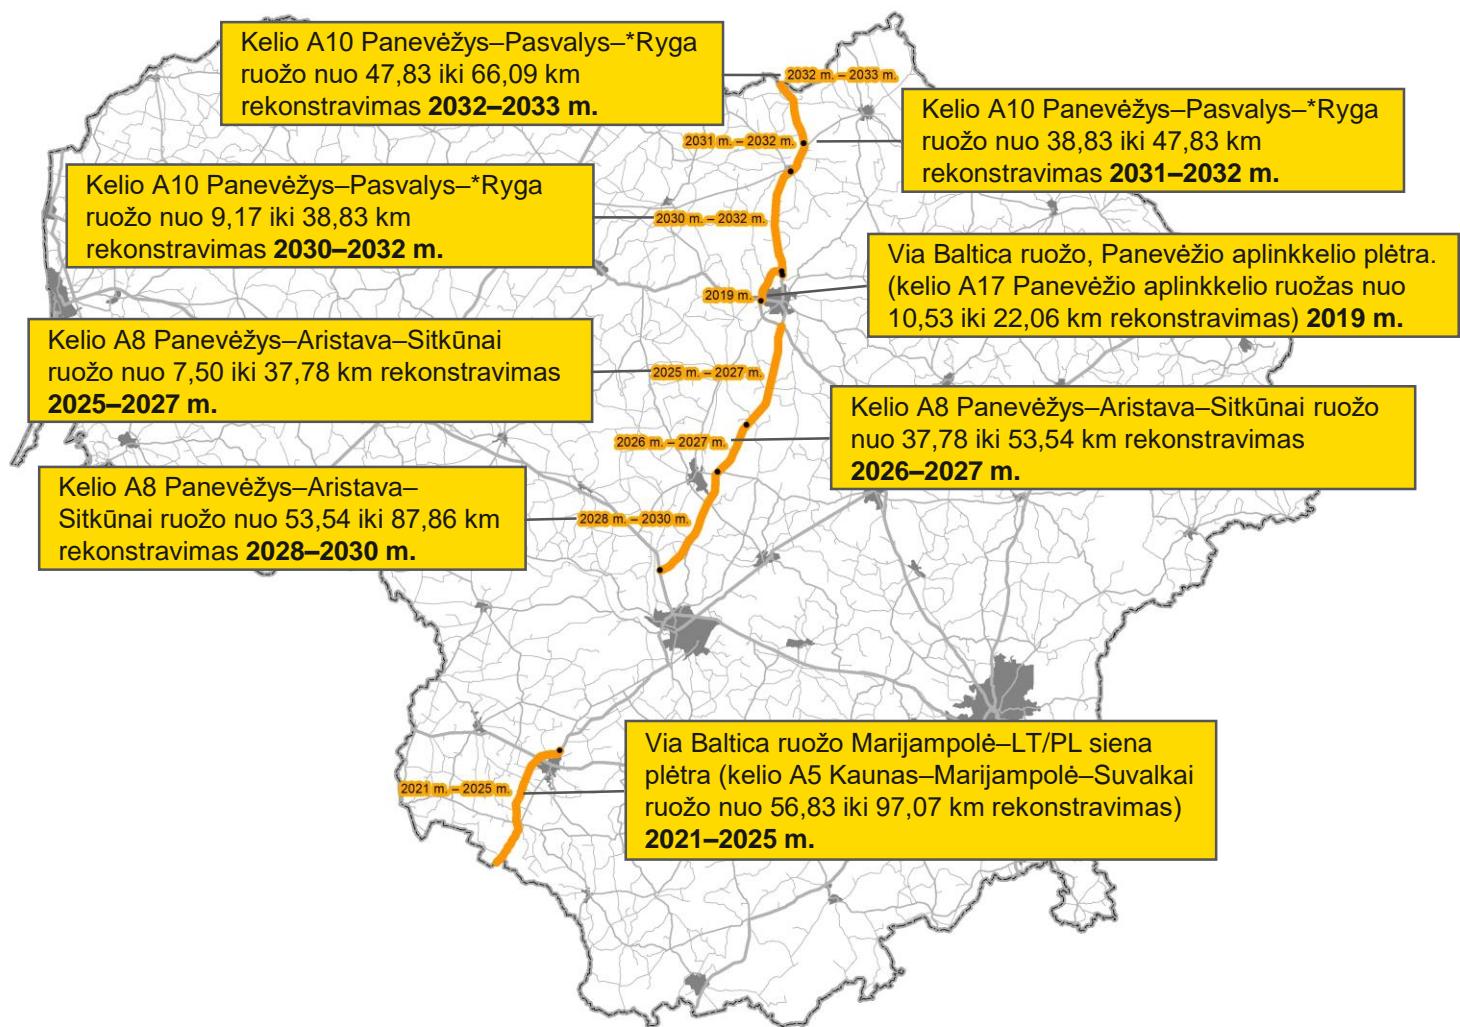 Kelio A10 Panevėžys–Pasvalys–*Ryga
ruožo nuo 47,83 iki 66,09 km
rekonstravimas 2032–2033 m.
2032 m. – 2033 m.
Kelio A10 Panevėžys–Pasvalys–*Ryga
ruožo nuo 38,83 iki 47,83 km
rekonstravimas 2031–2032 m.
2031 m. – 2032 m.
Kelio A10 Panevėžys–Pasvalys–*Ryga
ruožo nuo 9,17 iki 38,83 km
rekonstravimas 2030–2032 m.
2030 m. – 2032 m.
Via Baltica ruožo, Panevėžio aplinkkelio plėtra.
(kelio A17 Panevėžio aplinkkelio ruožas nuo
10,53 iki 22,06 km rekonstravimas) 2019 m.
2019 m.
Kelio A8 Panevėžys–Aristava–Sitkūnai
ruožo nuo 7,50 iki 37,78 km rekonstravimas
2025–2027 m.
2025 m. – 2027 m.
Kelio A8 Panevėžys–Aristava–Sitkūnai ruožo
nuo 37,78 iki 53,54 km rekonstravimas
2026–2027 m.
2026 m. – 2027 m.
Kelio A8 Panevėžys–Aristava–
Sitkūnai ruožo nuo 53,54 iki 87,86 km
rekonstravimas 2028–2030 m.
2028 m. – 2030 m.
Via Baltica ruožo Marijampolė–LT/PL siena
plėtra (kelio A5 Kaunas–Marijampolė–Suvalkai
ruožo nuo 56,83 iki 97,07 km rekonstravimas)
2021–2025 m.
2021 m. – 2025 m.